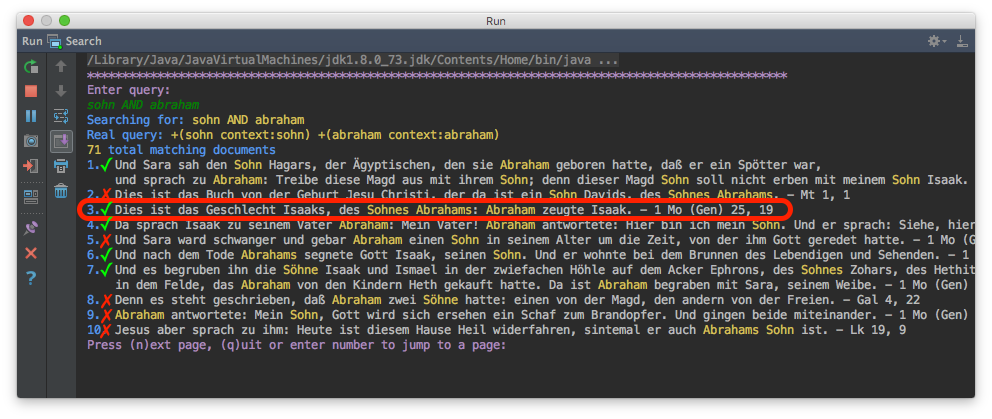 Run
Run Search
/Library/Java/JavaVirtualMachines/jdk1.8.0_73.jdk/Contents/Home/bin/java ...
****************************************************************************************************
Enter query:
sohn AND abraham
Searching for: sohn AND abraham
Real query: +(sohn context:sohn) +(abraham context:abraham)
71 total matching documents
1.✓Und Sara sah den Sohn Hagars, der Ägyptischen, den sie Abraham geboren hatte, daß er ein Spötter war,
und sprach zu Abraham: Treibe diese Magd aus mit ihrem Sohn; denn dieser Magd Sohn soll nicht erben mit meinem Sohn Isaak.
2.✗Dies ist das Buch von der Geburt Jesu Christi, der da ist ein Sohn Davids, des Sohnes Abrahams. - Mt 1, 1
3.✓Dies ist das Geschlecht Isaaks, des Sohnes Abrahams: Abraham zeugte Isaak. - 1 Mo (Gen) 25, 19
4.✓Da sprach Isaak zu seinem Vater Abraham: Mein Vater! Abraham antwortete: Hier bin ich mein Sohn. Und er sprach: Siehe, hier
5.✗Und Sara ward schwanger und gebar Abraham einen Sohn in seinem Alter um die Zeit, von der ihm Gott geredet hatte. - 1 Mo (G
6.✓Und nach dem Tode Abrahams segnete Gott Isaak, seinen Sohn. Und er wohnte bei dem Brunnen des Lebendigen und Sehenden. - 1
7.✓Und es begruben ihn die Söhne Isaak und Ismael in der zwiefachen Höhle auf dem Acker Ephrons, des Sohnes Zohars, des Hethit
in dem Felde, das Abraham von den Kindern Heth gekauft hatte. Da ist Abraham begraben mit Sara, seinem Weibe. - 1 Mo (Gen)
8.✗Denn es steht geschrieben, daß Abraham zwei Söhne hatte: einen von der Magd, den andern von der Freien. - Gal 4, 22
9.✗Abraham antwortete: Mein Sohn, Gott wird sich ersehen ein Schaf zum Brandopfer. Und gingen beide miteinander. - 1 Mo (Gen)
10✗Jesus aber sprach zu ihm: Heute ist diesem Hause Heil widerfahren, sintemal er auch Abrahams Sohn ist. - Lk 19, 9
Press (n)ext page, (q)uit or enter number to jump to a page: